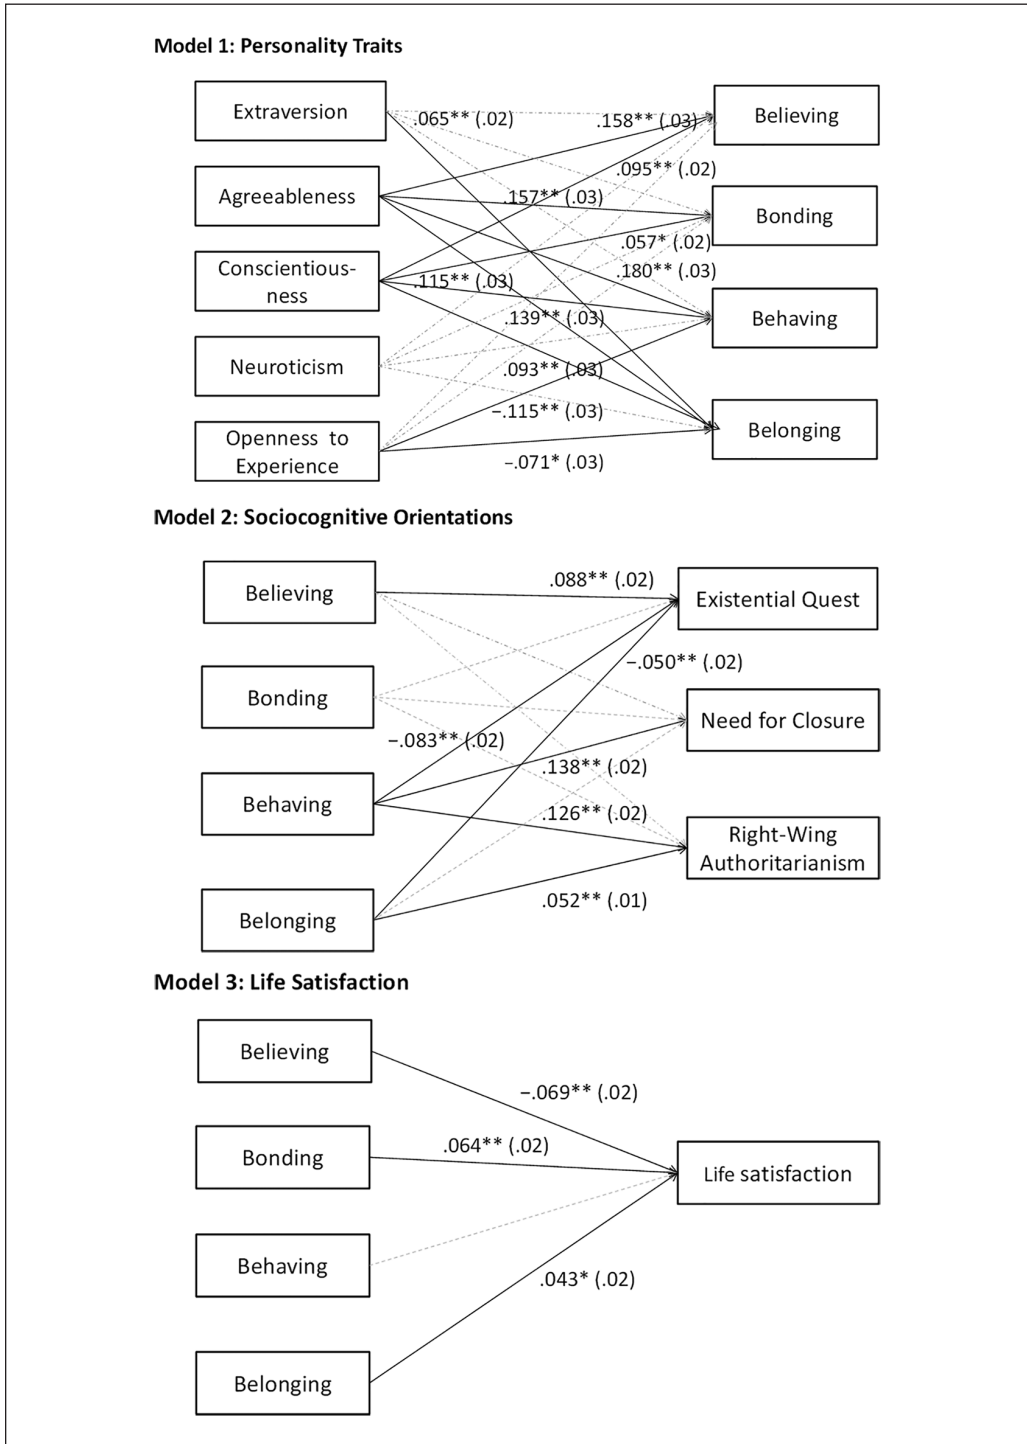 Model 1: Personality Traits
Extraversion
Agreeableness
Conscientious-
ness
Neuroticism
Openness to
Experience
.065** (.02)
.158** (.03)
.095** (.02)
.157** (.03)
.057* (.02)
.180** (.03)
.115** (.03)
.139** (.03)
.093** (.03)
−.115** (.03)
−.071* (.03)
Believing
Bonding
Behaving
Belonging
Model 2: Sociocognitive Orientations
Believing
Bonding
Behaving
Belonging
.088** (.02)
−.050** (.02)
−.083** (.02)
.138** (.02)
.126** (.02)
.052** (.01)
Existential Quest
Need for Closure
Right-Wing
Authoritarianism
Model 3: Life Satisfaction
Believing
Bonding
Behaving
Belonging
−.069** (.02)
.064** (.02)
.043* (.02)
Life satisfaction